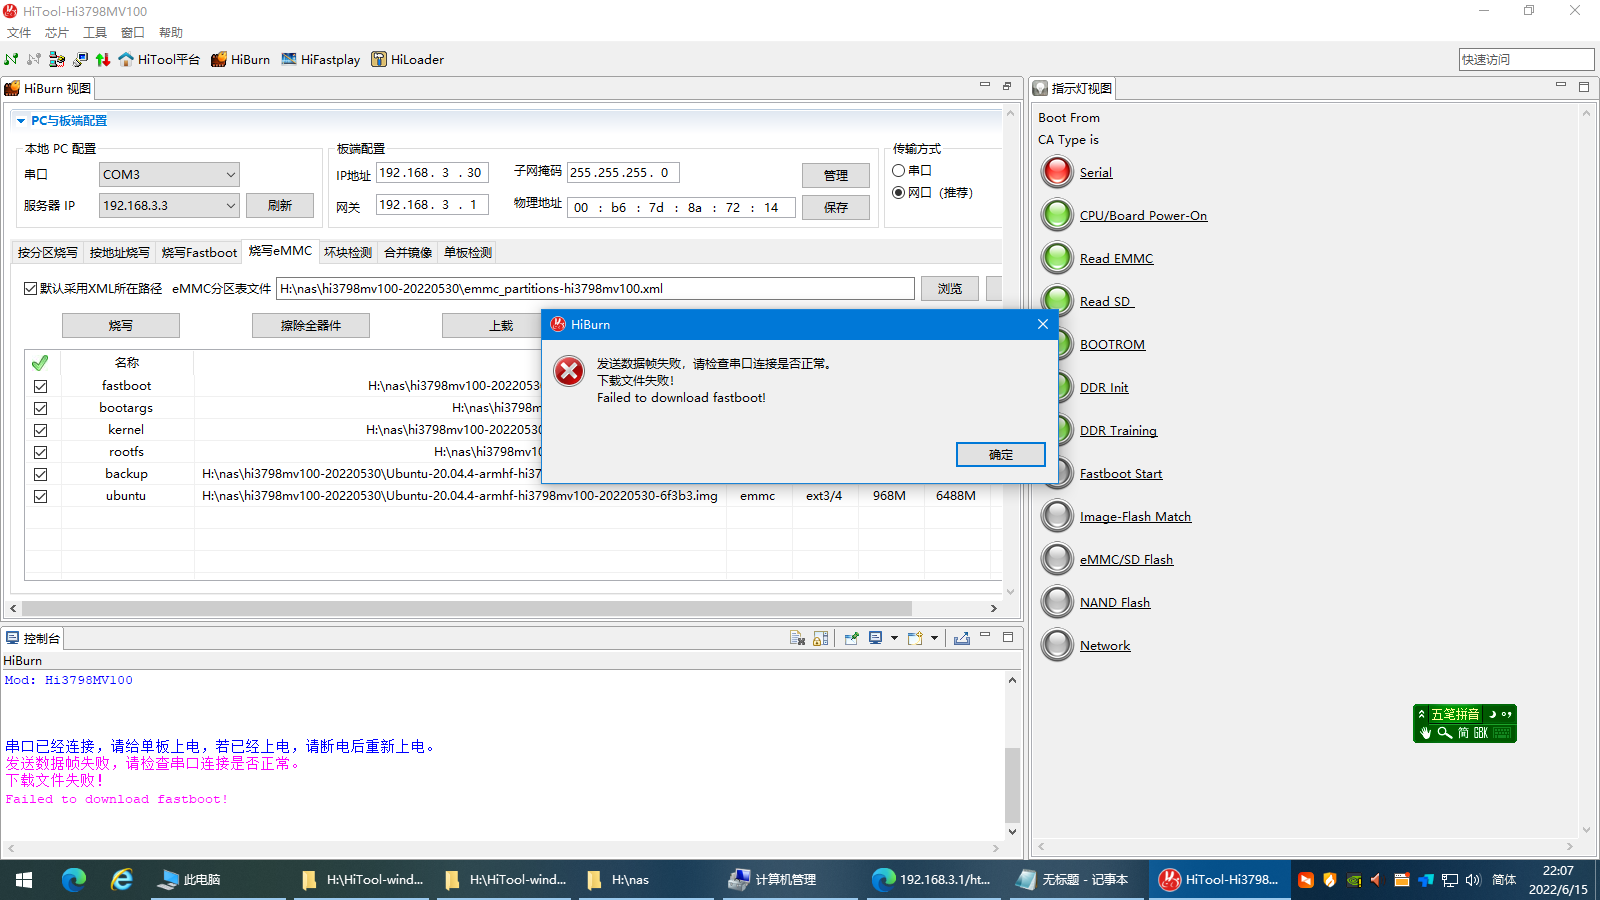 HiTool-Hi3798MV100
文件 芯片 工具 窗口 帮助
HiTool平台 HiBurn HiFastplay HiLoader 快速访问
HiBurn 视图
PC与板端配置
本地 PC 配置
串口 COM3
服务器 IP 192.168.3.3 刷新
板端配置
IP地址 192.168. 3 . 30 子网掩码 255.255.255. 0 管理
网关 192.168. 3 . 1 物理地址 00 : b6 : 7d : 8a : 72 : 14 保存
传输方式
串口
网口（推荐）
按分区烧写 按地址烧写 烧写Fastboot 烧写eMMC 坏块检测 合并镜像 单板检测
默认采用XML所在路径 eMMC分区表文件 H:\nas\hi3798mv100-20220530\emmc_partitions-hi3798mv100.xml 浏览
烧写 擦除全器件 上载
名称
fastboot H:\nas\hi3798mv100-20220530
bootargs H:\nas\hi3798m
kernel H:\nas\hi3798mv100-20220530
rootfs H:\nas\hi3798mv10
backup H:\nas\hi3798mv100-20220530\Ubuntu-20.04.4-armhf-hi37
ubuntu H:\nas\hi3798mv100-20220530\Ubuntu-20.04.4-armhf-hi3798mv100-20220530-6f3b3.img emmc ext3/4 968M 6488M
HiBurn
发送数据帧失败，请检查串口连接是否正常。
下载文件失败！
Failed to download fastboot!
确定
控制台
HiBurn
Mod: Hi3798MV100
串口已经连接，请给单板上电，若已经上电，请断电后重新上电。
发送数据帧失败，请检查串口连接是否正常。
下载文件失败！
Failed to download fastboot!
指示灯视图
Boot From
CA Type is
Serial
CPU/Board Power-On
Read EMMC
Read SD
BOOTROM
DDR Init
DDR Training
Fastboot Start
Image-Flash Match
eMMC/SD Flash
NAND Flash
Network
五笔拼音
简 GBK
此电脑 H:\HiTool-wind... H:\HiTool-wind... H:\nas 计算机管理 192.168.3.1/ht... 无标题 - 记事本 HiTool-Hi3798... 简体
22:07
2022/6/15